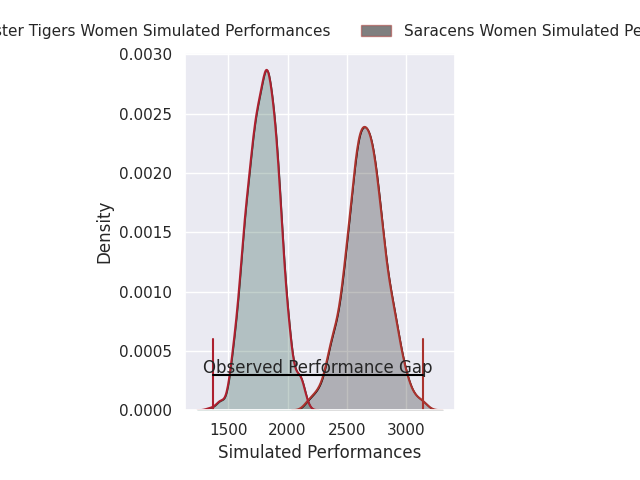 ster Tigers Women Simulated Performances
Saracens Women Simulated Pe
0.0030
0.0025
0.0020
0.0015
0.0010
0.0005
0.0000
Density
Observed Performance Gap
1500 2000 2500 3000
Simulated Performances